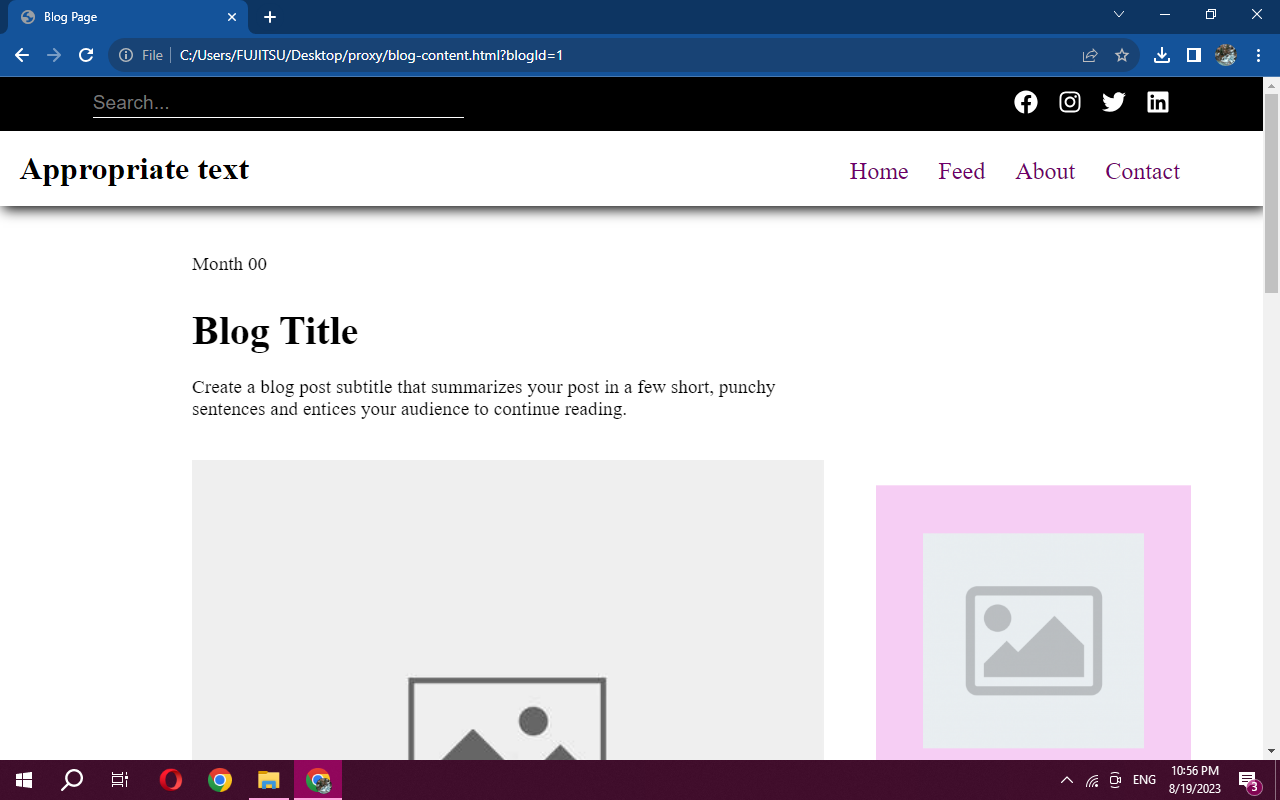 Blog Page
File
C:/Users/FUJITSU/Desktop/proxy/blog-content.html?blogId=1
Search...
Appropriate text
Home
Feed
About
Contact
Month 00
Blog Title
Create a blog post subtitle that summarizes your post in a few short, punchy
sentences and entices your audience to continue reading.
ENG
10:56 PM
8/19/2023
3